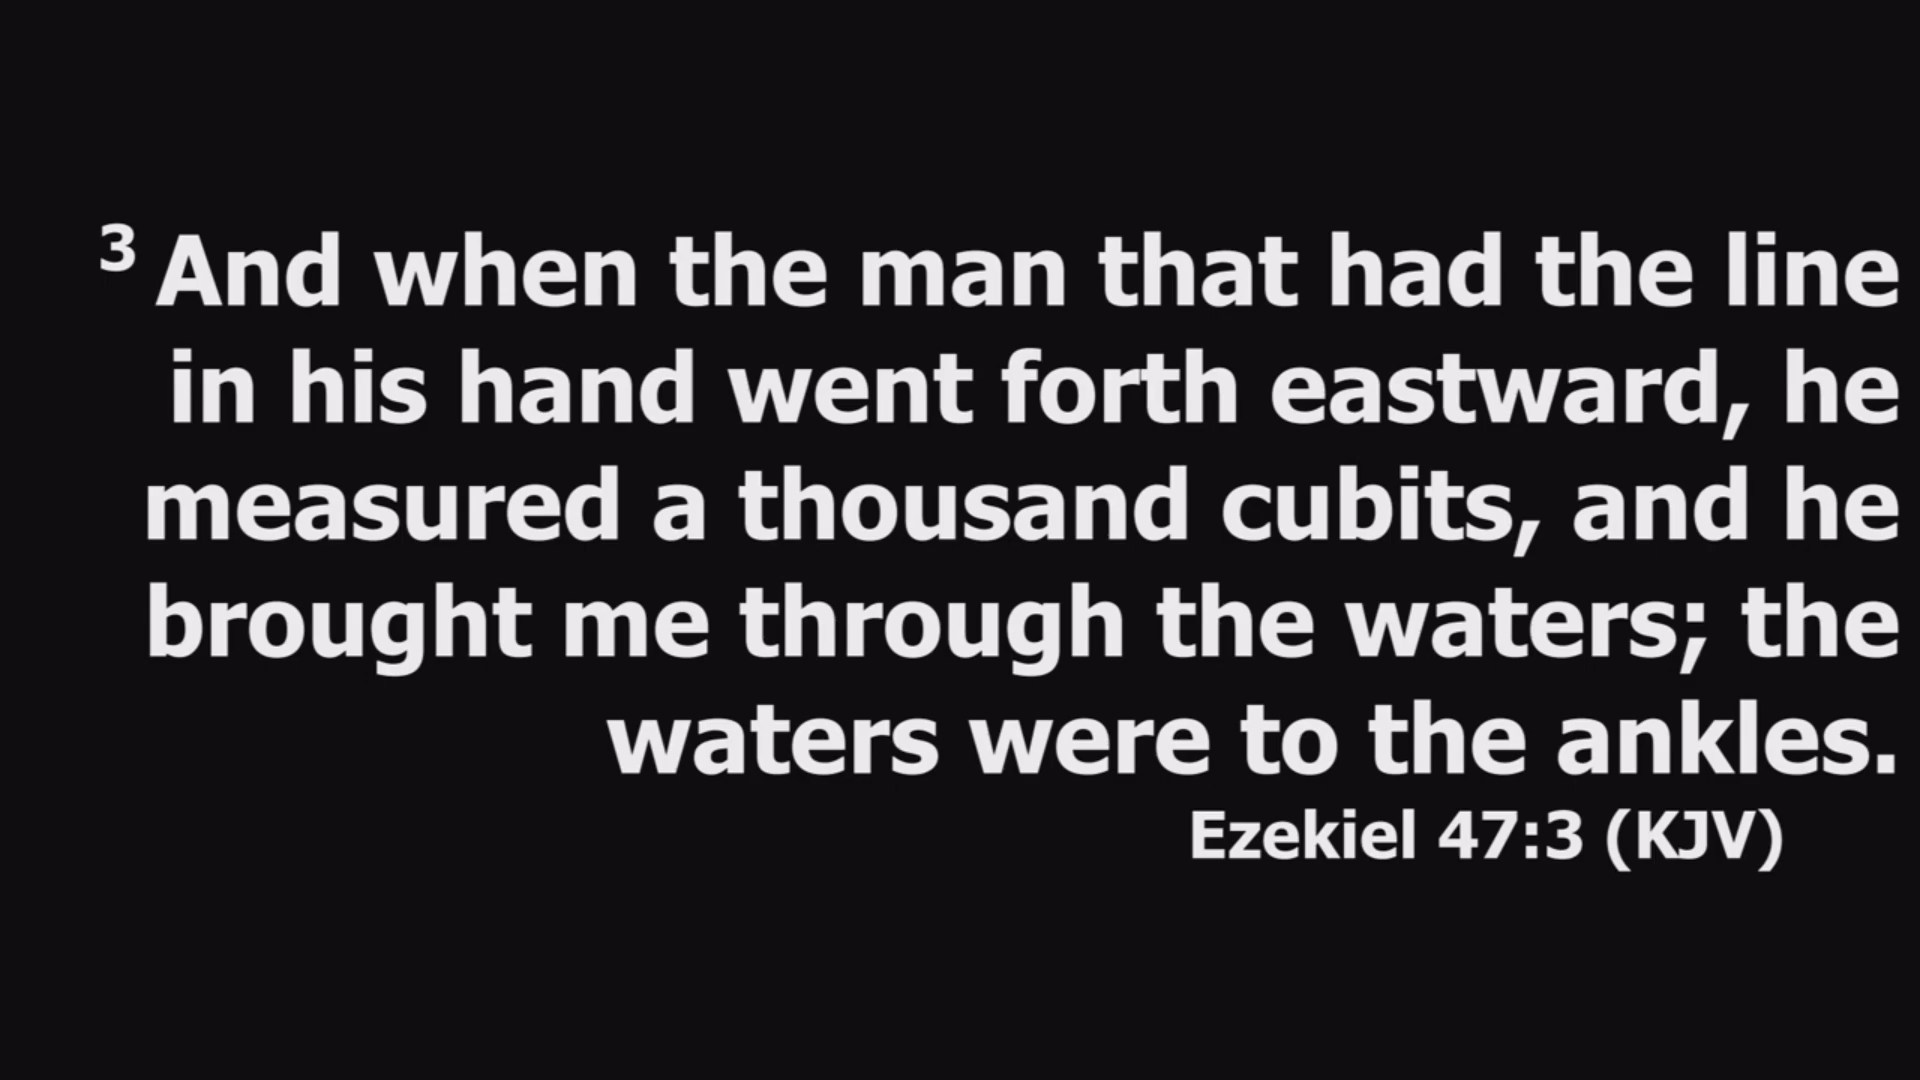 3 And when the man that had the line
in his hand went forth eastward, he
measured a thousand cubits, and he
brought me through the waters; the
waters were to the ankles.
Ezekiel 47:3 (KJV)